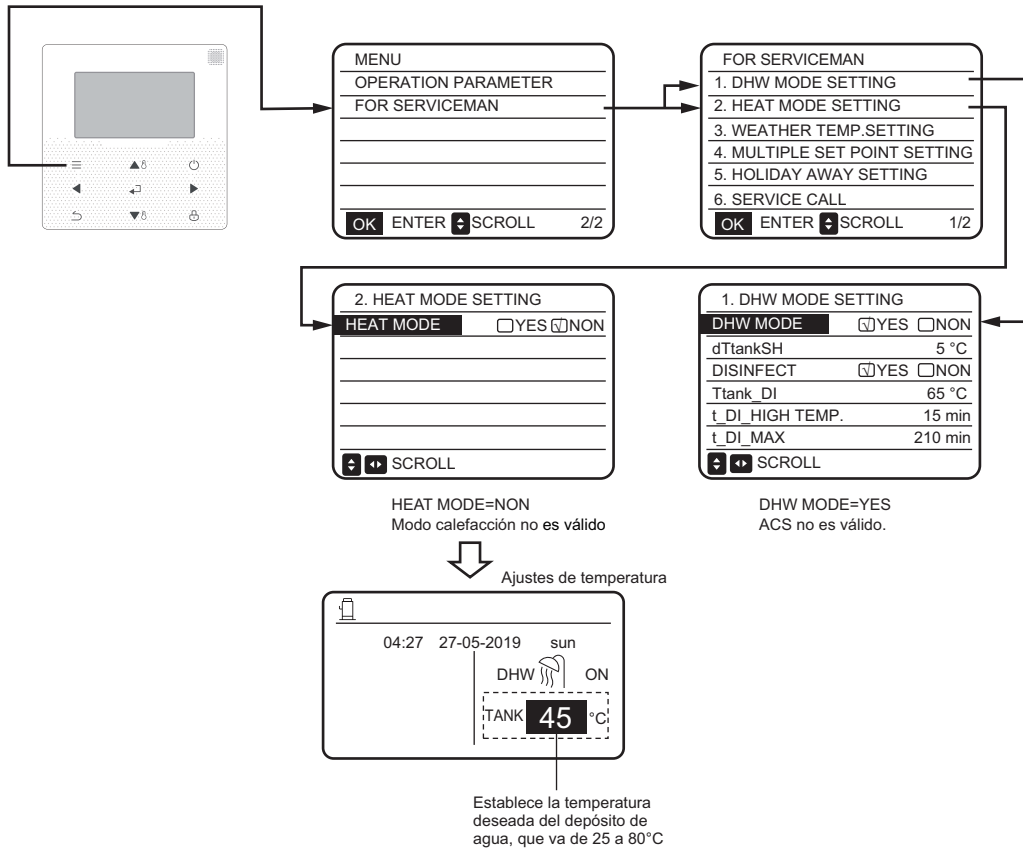 MENU
OPERATION PARAMETER
FOR SERVICEMAN
OK ENTER SCROLL 2/2
FOR SERVICEMAN
1. DHW MODE SETTING
2. HEAT MODE SETTING
3. WEATHER TEMP.SETTING
4. MULTIPLE SET POINT SETTING
5. HOLIDAY AWAY SETTING
6. SERVICE CALL
OK ENTER SCROLL 1/2
2. HEAT MODE SETTING
HEAT MODE YES NON
SCROLL
HEAT MODE=NON
Modo calefacción no es válido
1. DHW MODE SETTING
DHW MODE YES NON
dTtankSH 5 °C
DISINFECT YES NON
Ttank_DI 65 °C
t_DI_HIGH TEMP. 15 min
t_DI_MAX 210 min
SCROLL
DHW MODE=YES
ACS no es válido.
Ajustes de temperatura
04:27 27-05-2019 sun
DHW ON
TANK 45 °C
Establece la temperatura
deseada del depósito de
agua, que va de 25 a 80°C